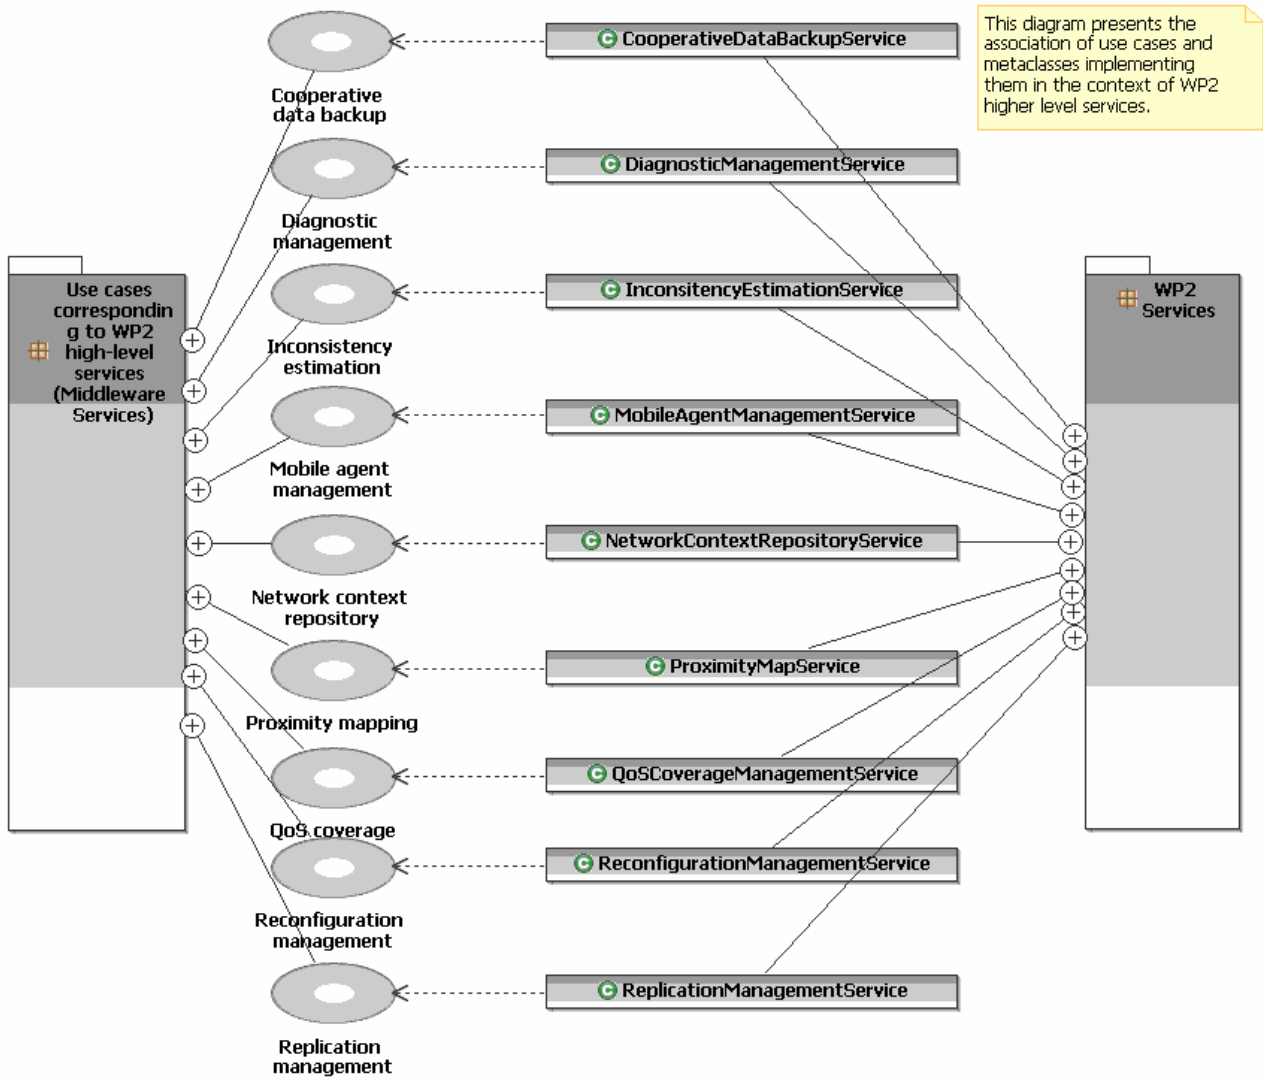 CooperativeDataBackupService
This diagram presents the
association of use cases and
metaclasses implementing
them in the context of WP2
higher level services.
Cooperative
data backup
DiagnosticManagementService
Diagnostic
management
Use cases
correspondin
g to WP2
high-level
services
(Middleware
Services)
InconsitencyEstimationService
WP2
Services
Inconsistency
estimation
MobileAgentManagementService
Mobile agent
management
NetworkContextRepositoryService
Network context
repository
ProximityMapService
Proximity mapping
QoSCoverageManagementService
QoS coverage
ReconfigurationManagementService
Reconfiguration
management
ReplicationManagementService
Replication
management